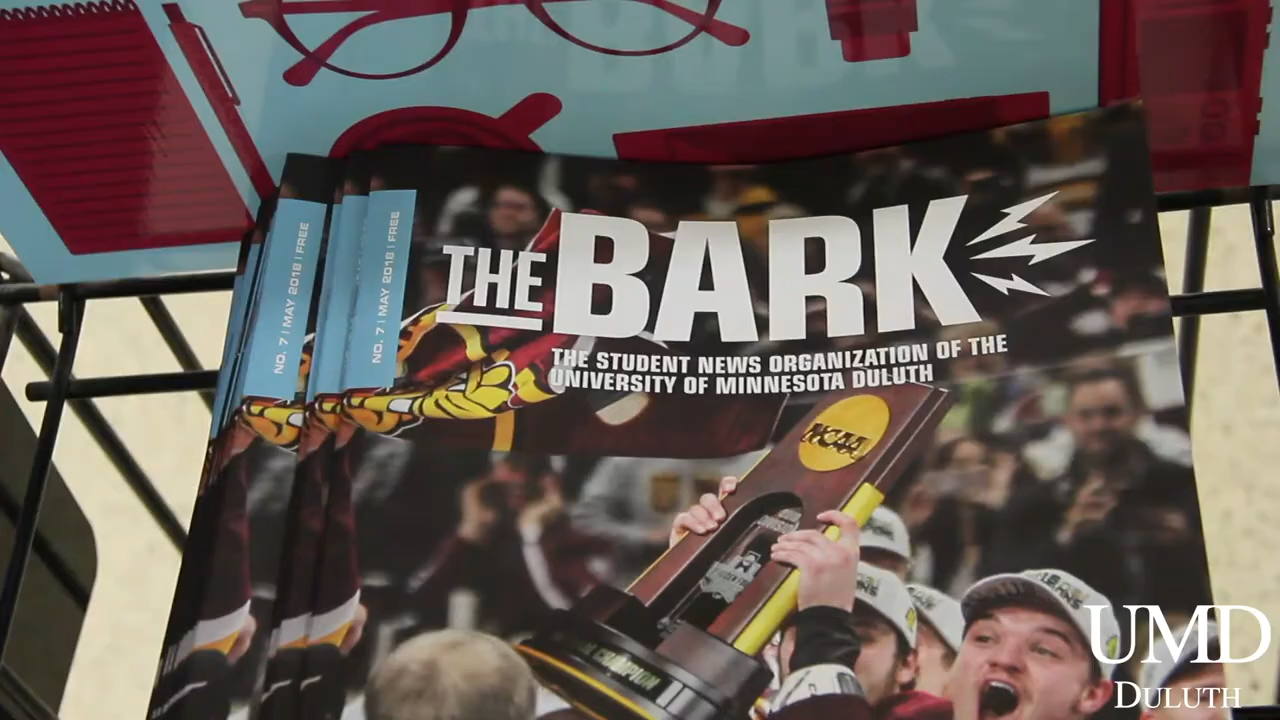 NO. 7 | MAY 2018 | FREE
NO. 7 | MAY 2018 | FREE
THE BARK
THE STUDENT NEWS ORGANIZATION OF THE
UNIVERSITY OF MINNESOTA DULUTH
NCAA
CHAMPION
UMD
DULUTH